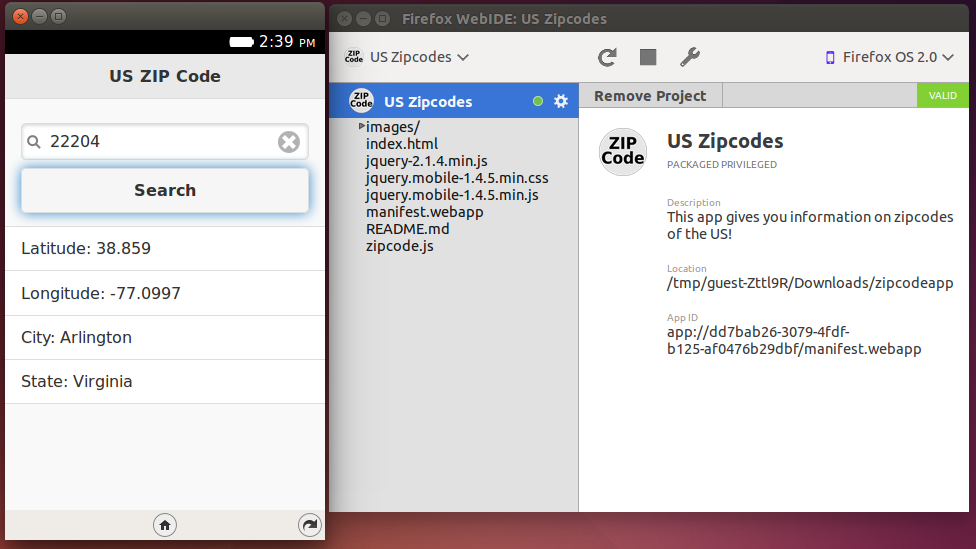 2:39 PM
US ZIP Code
22204
Search
Latitude: 38.859
Longitude: -77.0997
City: Arlington
State: Virginia
Firefox WebIDE: US Zipcodes
ZIP
Code
US Zipcodes
Firefox OS 2.0
ZIP
Code
US Zipcodes
images/
index.html
jquery-2.1.4.min.js
jquery.mobile-1.4.5.min.css
jquery.mobile-1.4.5.min.js
manifest.webapp
README.md
zipcode.js
Remove Project
VALID
ZIP
Code
US Zipcodes
PACKAGED PRIVILEGED
Description
This app gives you information on zipcodes
of the US!
Location
/tmp/guest-Zttl9R/Downloads/zipcodeapp
App ID
app://dd7bab26-3079-4fdf-
b125-af0476b29dbf/manifest.webapp